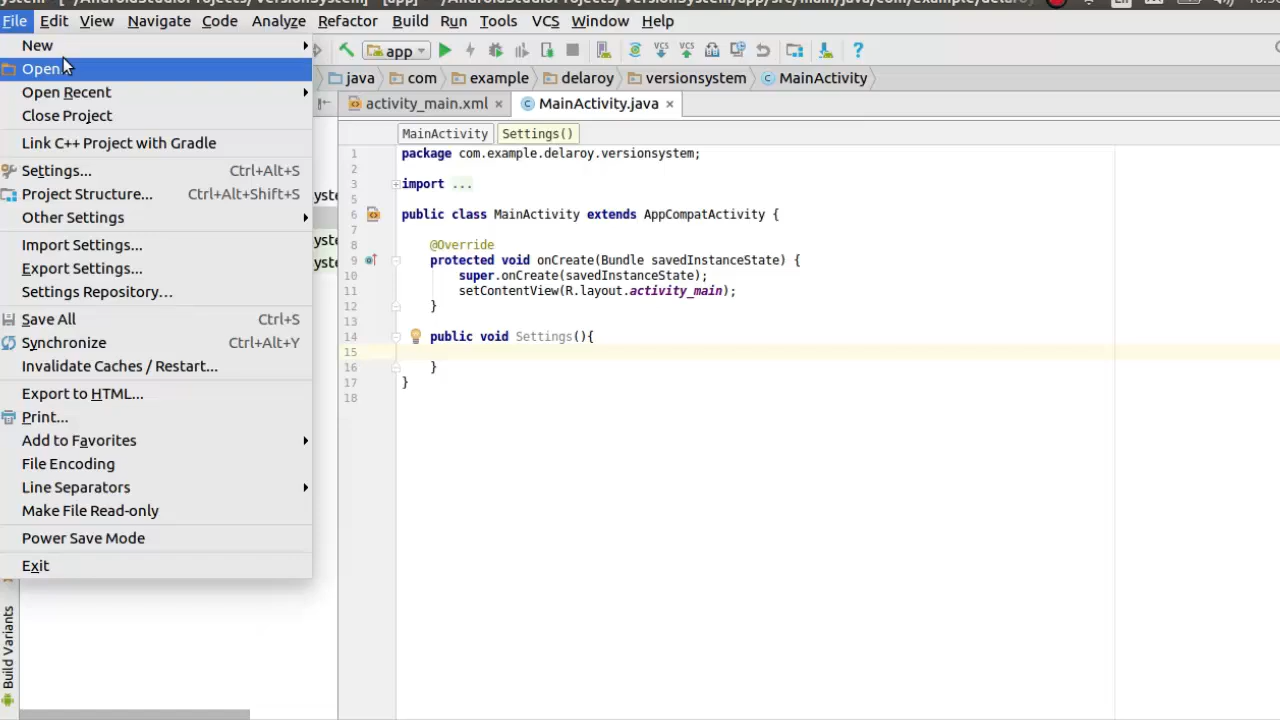 File Edit View Navigate Code Analyze Refactor Build Run Tools VCS Window Help
New
Open
Open Recent
Close Project
Link C++ Project with Gradle
Settings... Ctrl+Alt+S
Project Structure... Ctrl+Alt+Shift+S
Other Settings
Import Settings...
Export Settings...
Settings Repository...
Save All Ctrl+S
Synchronize Ctrl+Alt+Y
Invalidate Caches / Restart...
Export to HTML...
Print...
Add to Favorites
File Encoding
Line Separators
Make File Read-only
Power Save Mode
Exit
Build Variants
app
VCS VCS
java com example delaroy versionsystem MainActivity
activity_main.xml MainActivity.java
MainActivity Settings()
1 package com.example.delaroy.versionsystem;
2
3 import ...
5
6 public class MainActivity extends AppCompatActivity {
7
8 @Override
9 protected void onCreate(Bundle savedInstanceState) {
10 super.onCreate(savedInstanceState);
11 setContentView(R.layout.activity_main);
12 }
13
14 public void Settings(){
15
16 }
17 }
18